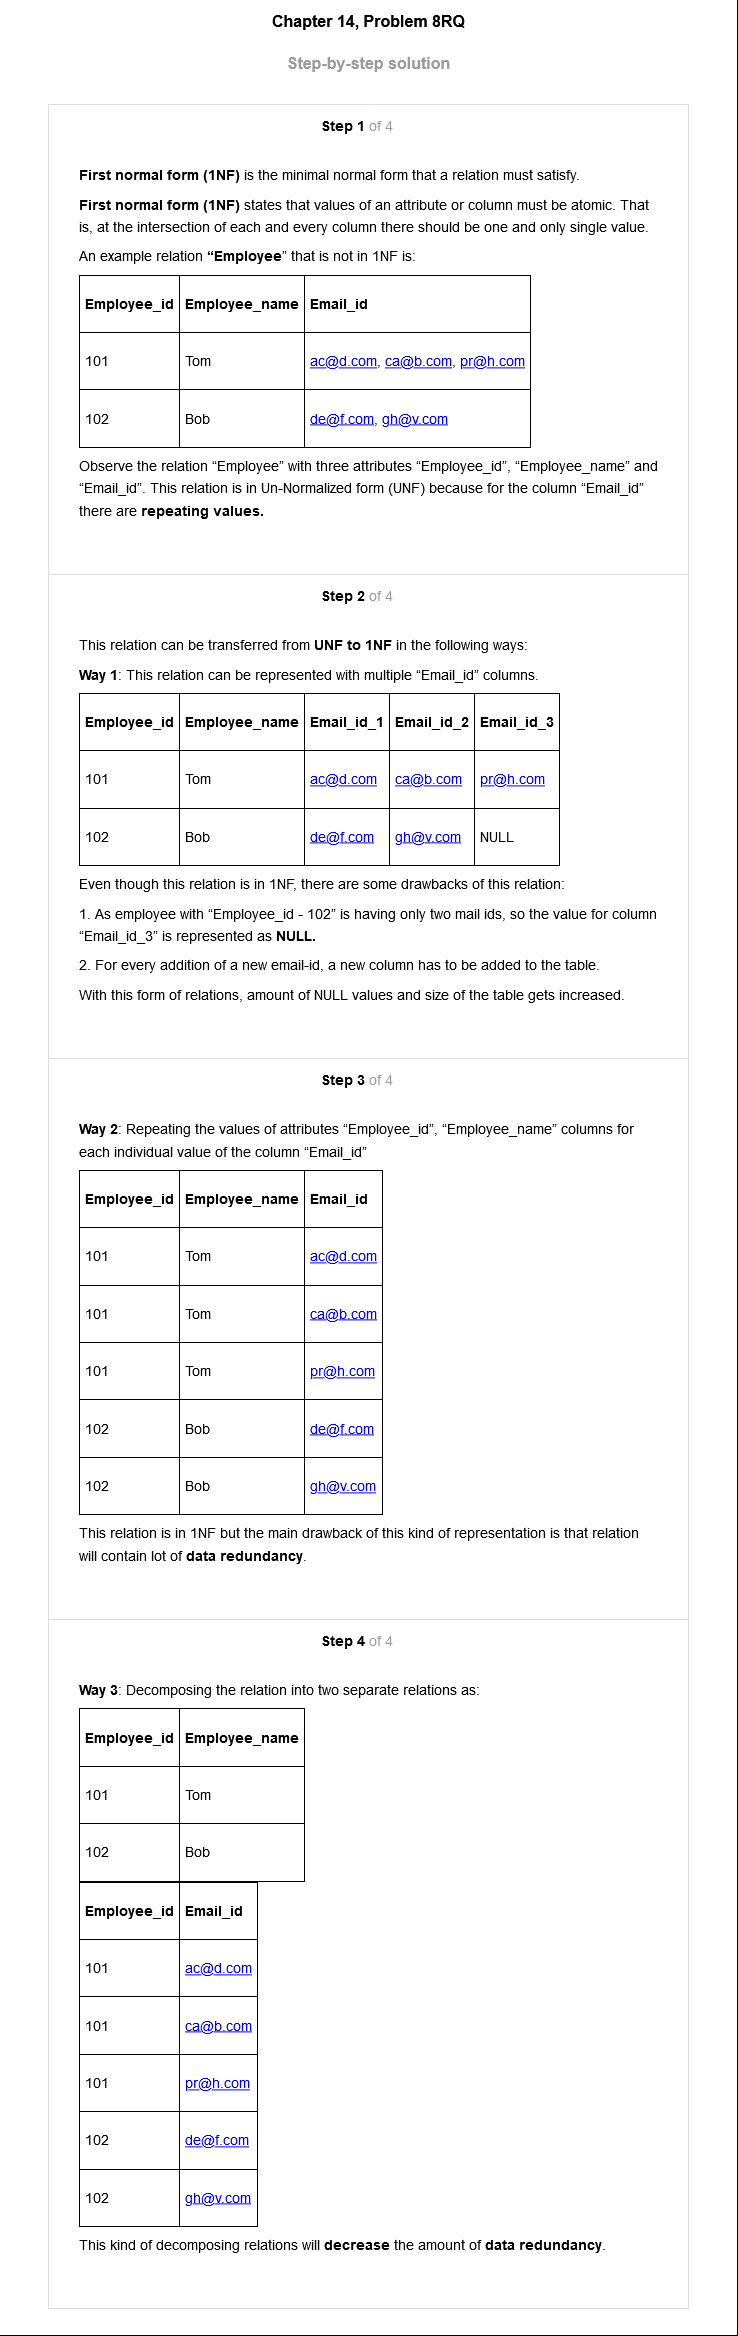 Chapter 14, Problem 8RQ
Step-by-step solution
Step 1 of 4
First normal form (1NF) is the minimal normal form that a relation must satisfy.
First normal form (1NF) states that values of an attribute or column must be atomic. That
is, at the intersection of each and every column there should be one and only single value.
An example relation “Employee” that is not in 1NF is:
Employee_id Employee_name Email_id
101 Tom ac@d.com, ca@b.com, pr@h.com
102 Bob de@f.com, gh@v.com
Observe the relation “Employee” with three attributes “Employee_id”, “Employee_name” and
“Email_id”. This relation is in Un-Normalized form (UNF) because for the column “Email_id”
there are repeating values.
Step 2 of 4
This relation can be transferred from UNF to 1NF in the following ways:
Way 1: This relation can be represented with multiple “Email_id” columns.
Employee_id Employee_name Email_id_1 Email_id_2 Email_id_3
101 Tom ac@d.com ca@b.com pr@h.com
102 Bob de@f.com gh@v.com NULL
Even though this relation is in 1NF, there are some drawbacks of this relation:
1. As employee with “Employee_id - 102” is having only two mail ids, so the value for column
“Email_id_3” is represented as NULL.
2. For every addition of a new email-id, a new column has to be added to the table.
With this form of relations, amount of NULL values and size of the table gets increased.
Step 3 of 4
Way 2: Repeating the values of attributes “Employee_id”, “Employee_name” columns for
each individual value of the column “Email_id”
Employee_id Employee_name Email_id
101 Tom ac@d.com
101 Tom ca@b.com
101 Tom pr@h.com
102 Bob de@f.com
102 Bob gh@v.com
This relation is in 1NF but the main drawback of this kind of representation is that relation
will contain lot of data redundancy.
Step 4 of 4
Way 3: Decomposing the relation into two separate relations as:
Employee_id Employee_name
101 Tom
102 Bob
Employee_id Email_id
101 ac@d.com
101 ca@b.com
101 pr@h.com
102 de@f.com
102 gh@v.com
This kind of decomposing relations will decrease the amount of data redundancy.